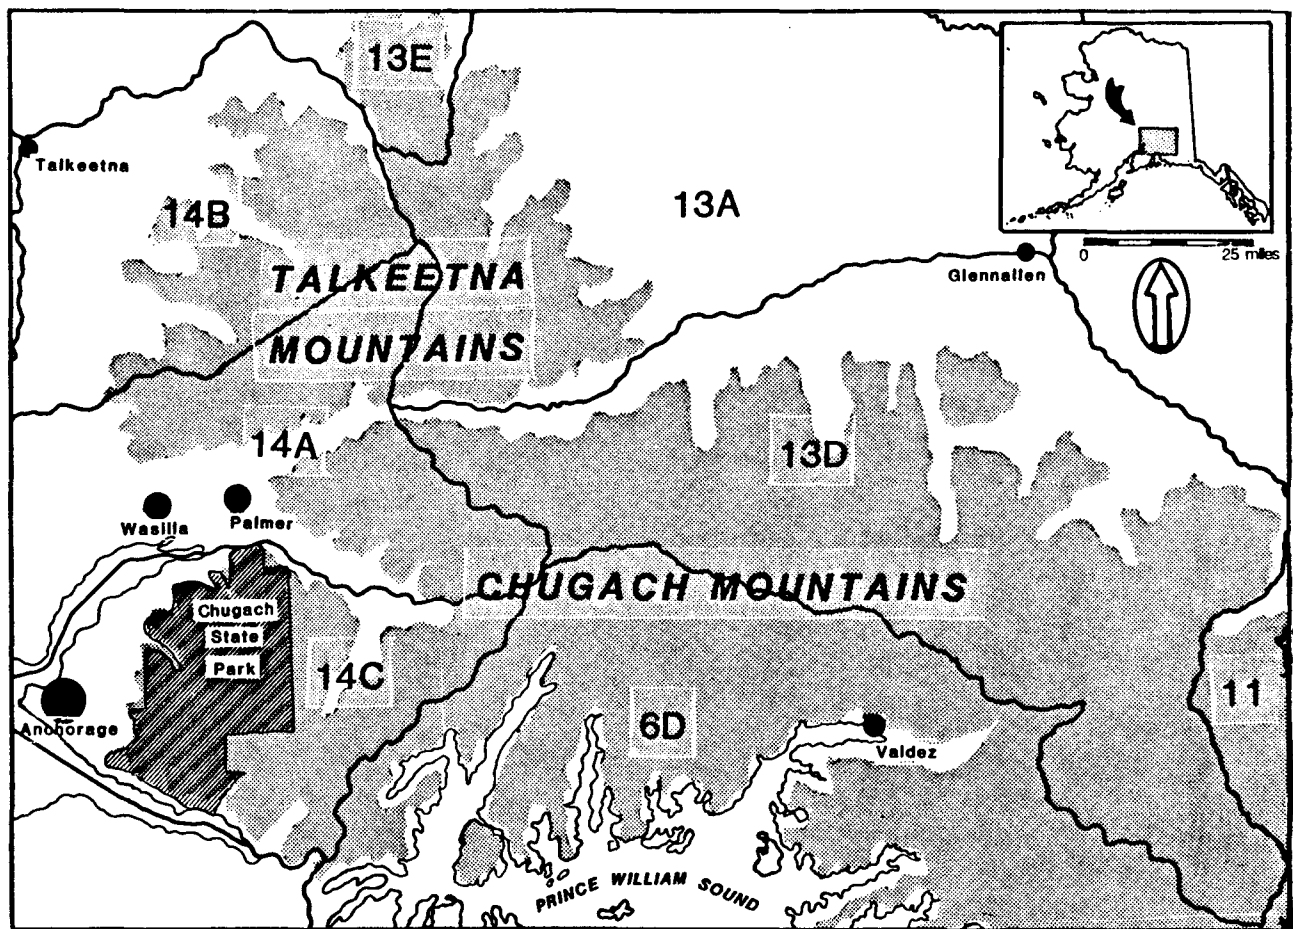 13E
Talkeetna
14B
13A
TALKEETNA
MOUNTAINS
Glennallen
0 25 miles
14A
13D
Wasilla
Palmer
CHUGACH MOUNTAINS
Chugach
State
Park
14C
11
6D
Anchorage
Valdez
PRINCE WILLIAM SOUND